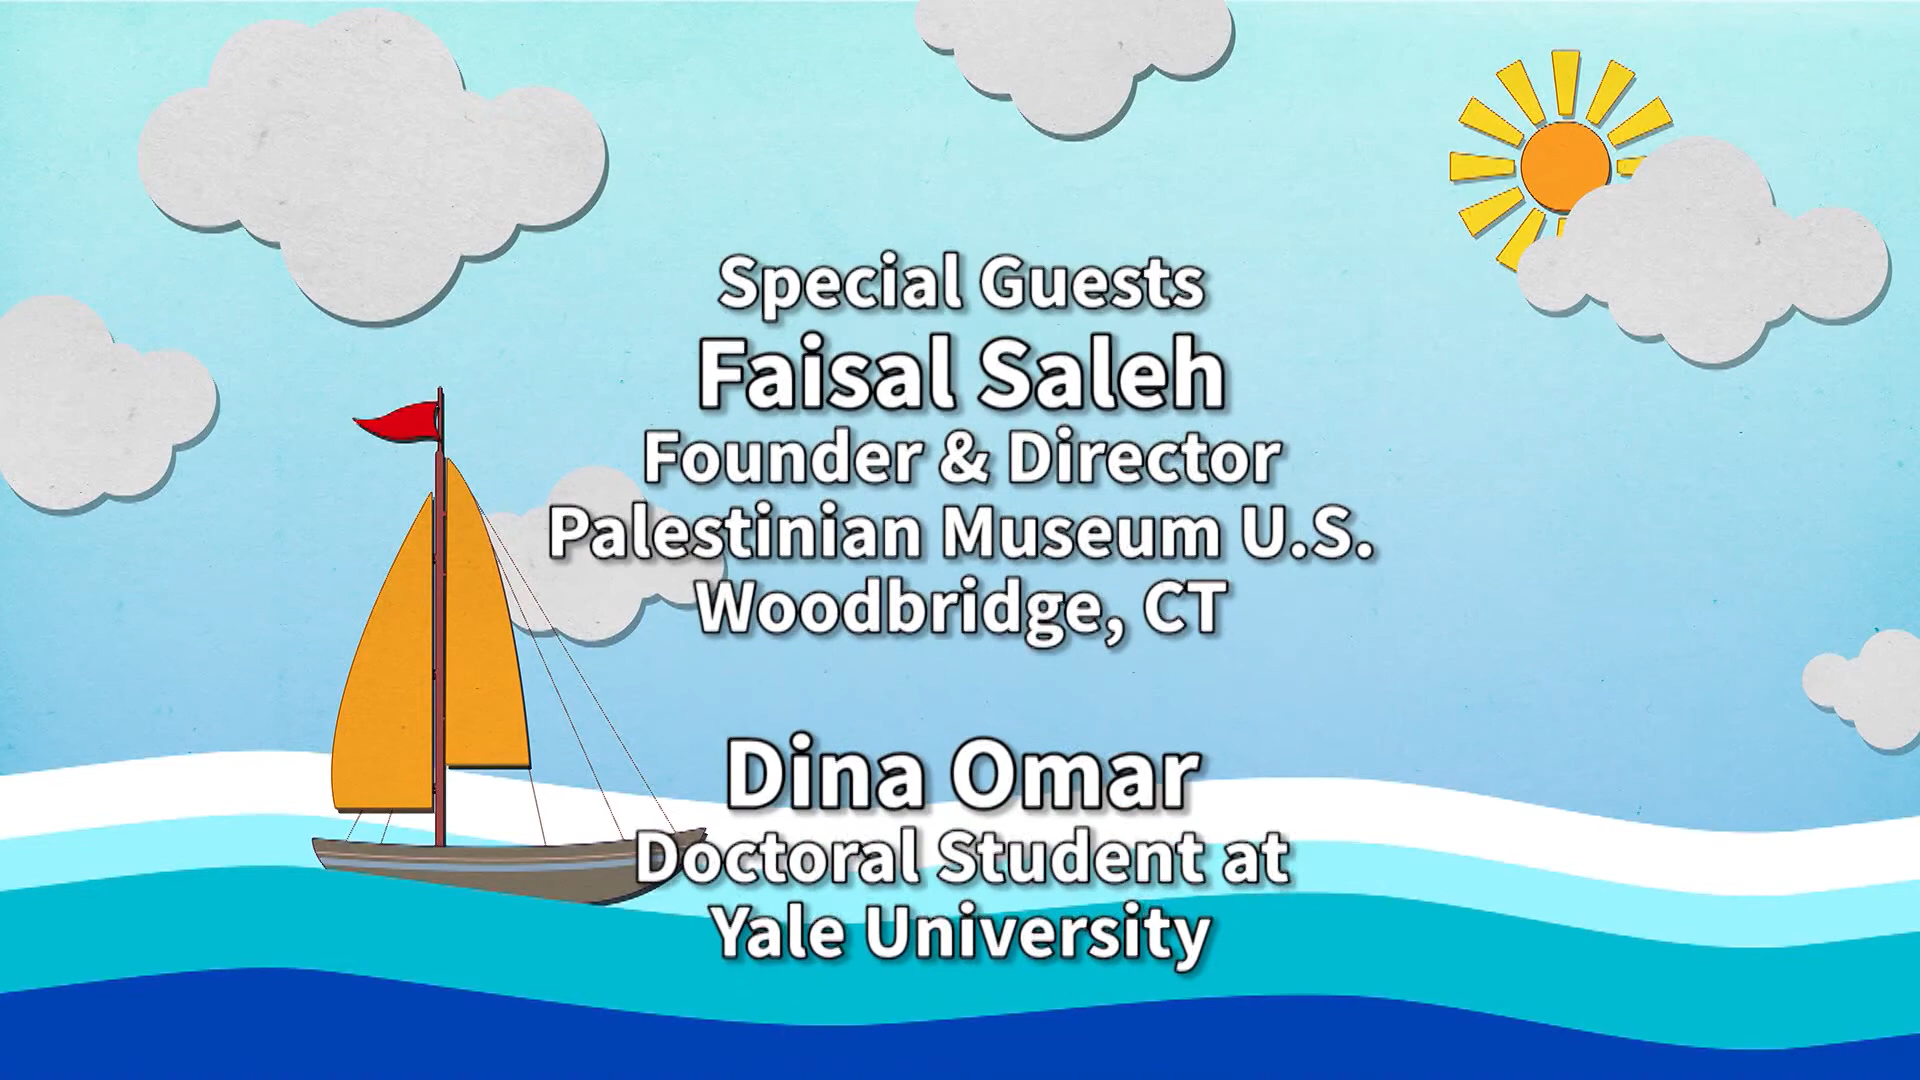 Special Guests
Faisal Saleh
Founder & Director
Palestinian Museum U.S.
Woodbridge, CT
Dina Omar
Doctoral Student at
Yale University